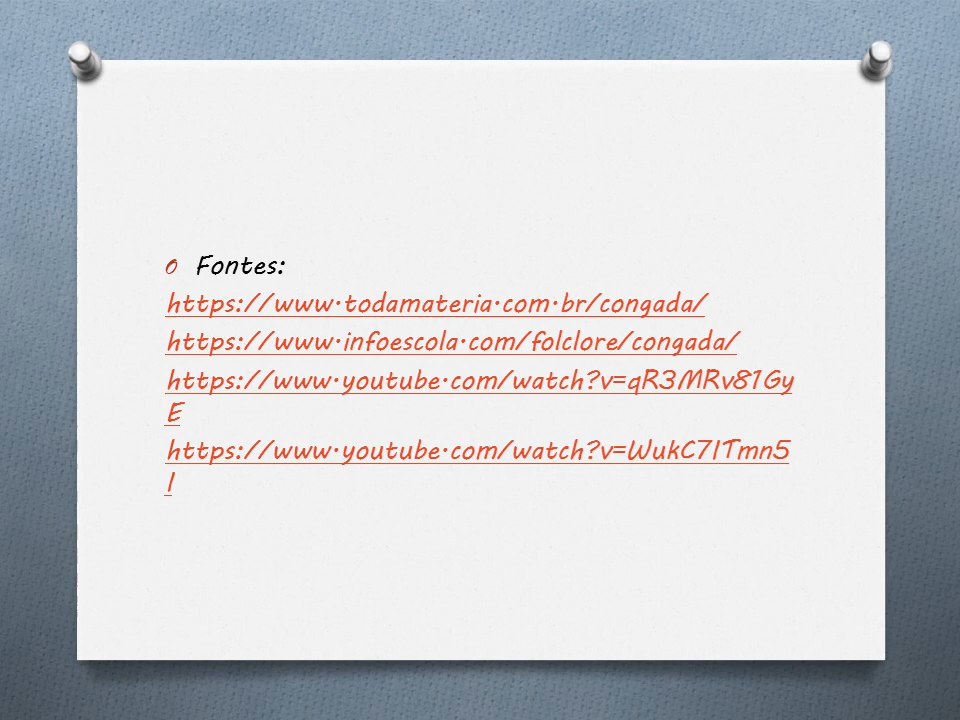 Fontes:
https://www.todamateria.com.br/congada/
https://www.infoescola.com/folclore/congada/
https://www.youtube.com/watch?v=qR3MRv81Gy
E
https://www.youtube.com/watch?v=WukC7ITmn5
I